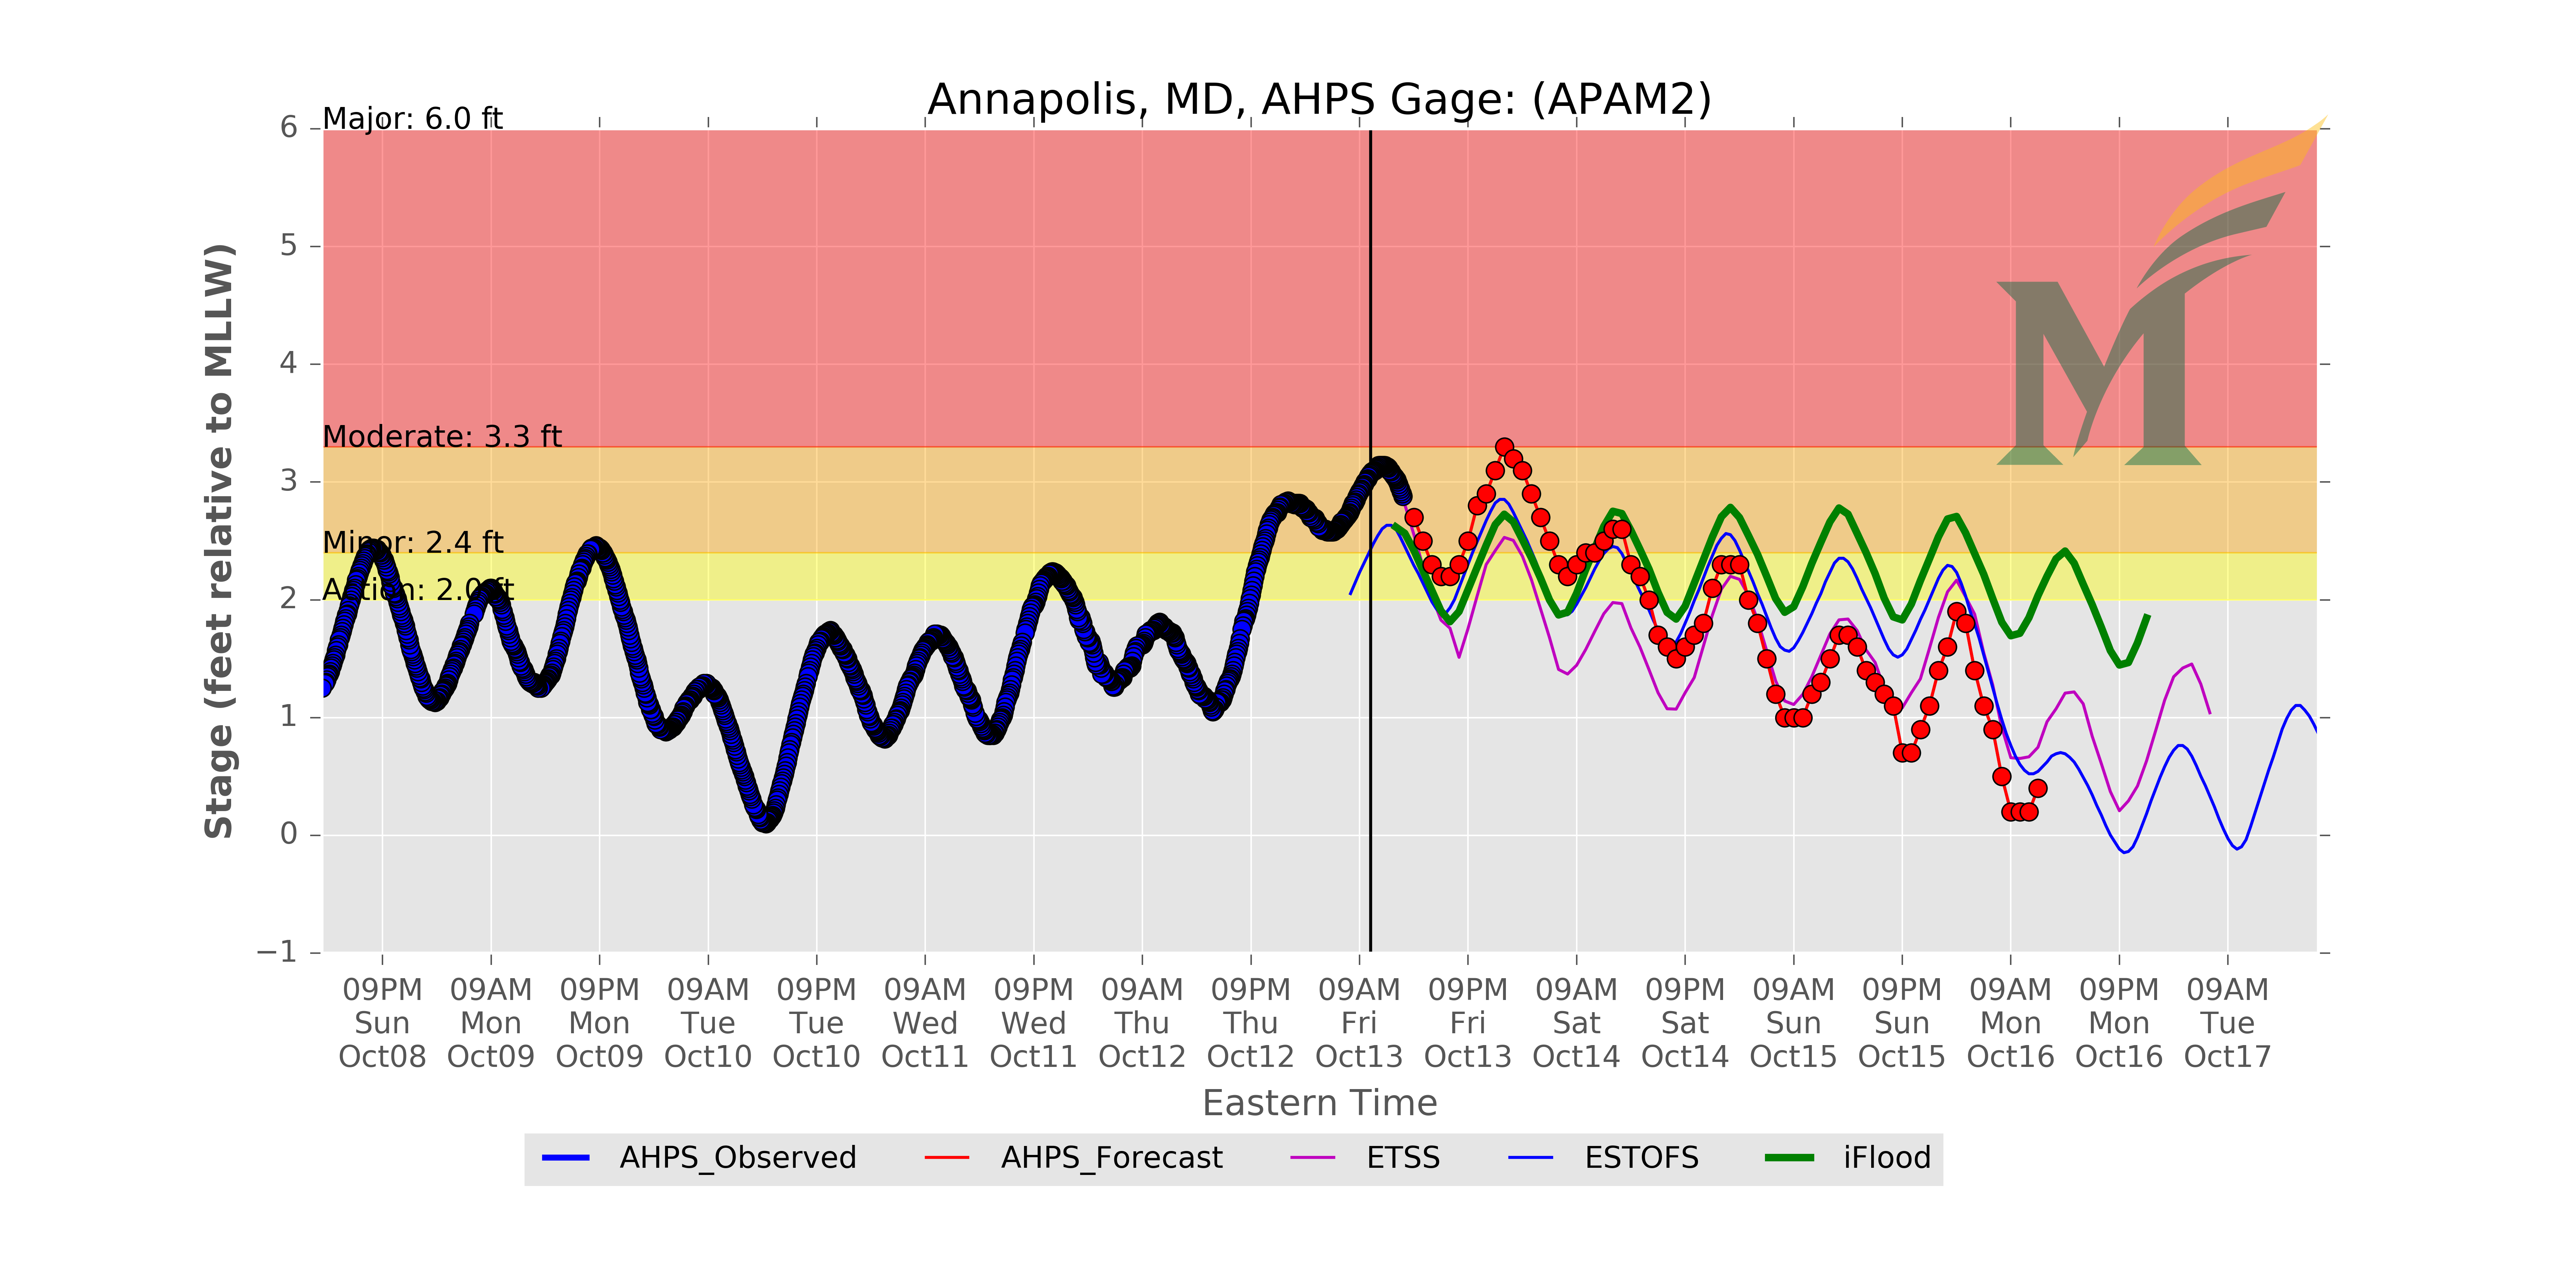 Annapolis, MD, AHPS Gage: (APAM2)
Major: 6.0 ft
Moderate: 3.3 ft
Minor: 2.4 ft
Action: 2.0 ft
Stage (feet relative to MLLW)
6
5
4
3
2
1
0
−1
09PM 09AM 09PM 09AM 09PM 09AM 09PM 09AM 09PM 09AM 09PM 09AM 09PM 09AM 09PM 09AM 09PM 09AM
Sun Mon Mon Tue Tue Wed Wed Thu Thu Fri Fri Sat Sat Sun Sun Mon Mon Tue
Oct08 Oct09 Oct09 Oct10 Oct10 Oct11 Oct11 Oct12 Oct12 Oct13 Oct13 Oct14 Oct14 Oct15 Oct15 Oct16 Oct16 Oct17
Eastern Time
AHPS_Observed AHPS_Forecast ETSS ESTOFS iFlood